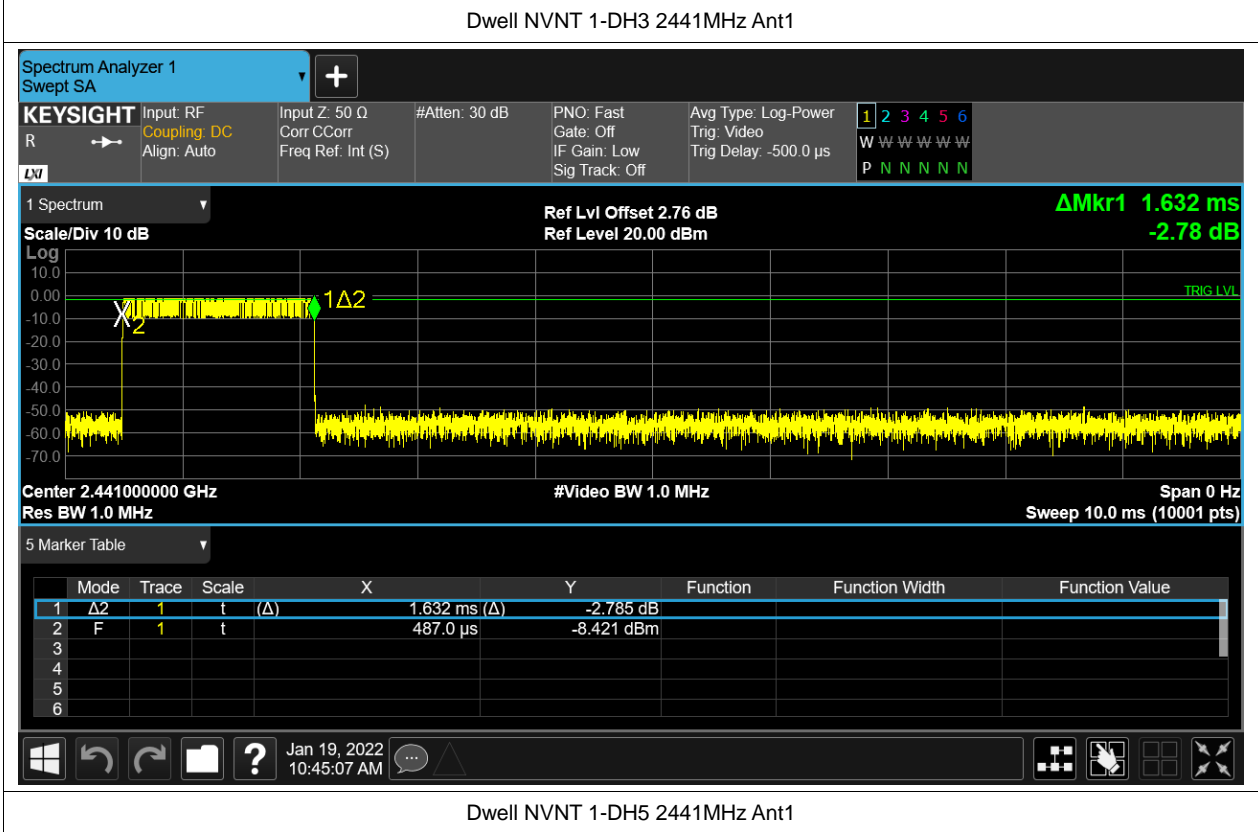 Dwell NVNT 1-DH3 2441MHz Ant1
Spectrum Analyzer 1
Swept SA
KEYSIGHT Input: RF Input Z: 50 Ω #Atten: 30 dB PNO: Fast Avg Type: Log-Power 1 2 3 4 5 6
R Coupling: DC Corr CCorr Gate: Off Trig: Video W W W W W W
Align: Auto Freq Ref: Int (S) IF Gain: Low Trig Delay: -500.0 µs
LXI Sig Track: Off P N N N N N
1 Spectrum Ref Lvl Offset 2.76 dB ΔMkr1 1.632 ms
Scale/Div 10 dB Ref Level 20.00 dBm -2.78 dB
Log
10.0
0.00 1Δ2 TRIG LVL
-10.0 X2
-20.0
-30.0
-40.0
-50.0
-60.0
-70.0
Center 2.441000000 GHz #Video BW 1.0 MHz Span 0 Hz
Res BW 1.0 MHz Sweep 10.0 ms (10001 pts)
5 Marker Table
Mode Trace Scale X Y Function Function Width Function Value
1 Δ2 1 t (Δ) 1.632 ms (Δ) -2.785 dB
2 F 1 t 487.0 µs -8.421 dBm
3
4
5
6
? Jan 19, 2022
10:45:07 AM
Dwell NVNT 1-DH5 2441MHz Ant1